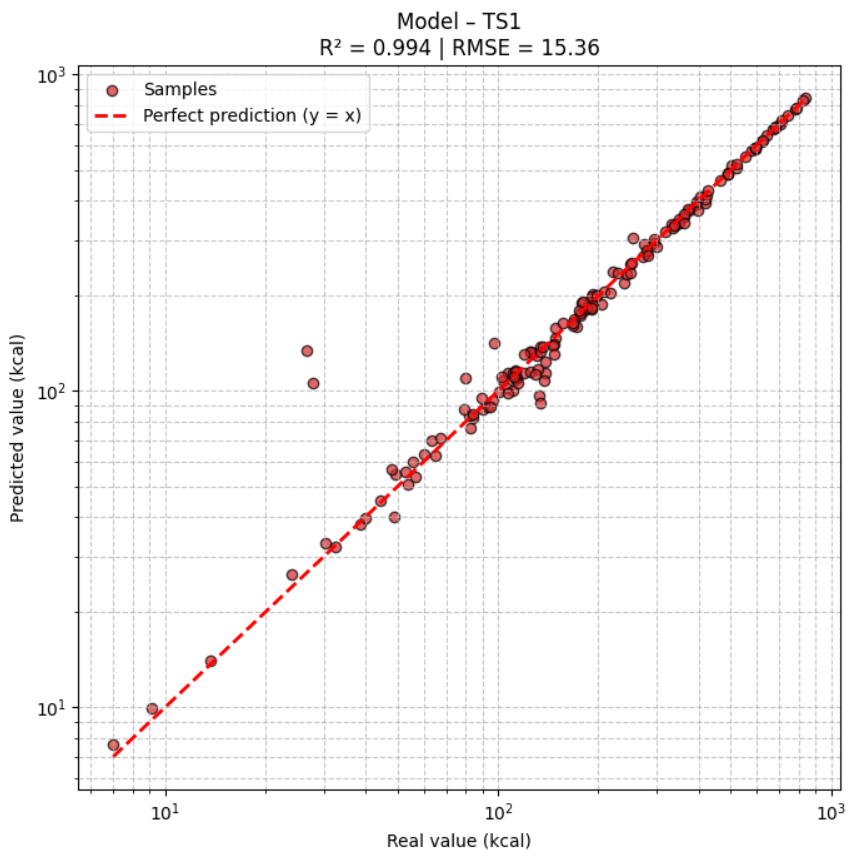 Model – TS1
R² = 0.994 | RMSE = 15.36
Samples
Perfect prediction (y = x)
10³
10²
10¹
Predicted value (kcal)
10¹
10²
10³
Real value (kcal)